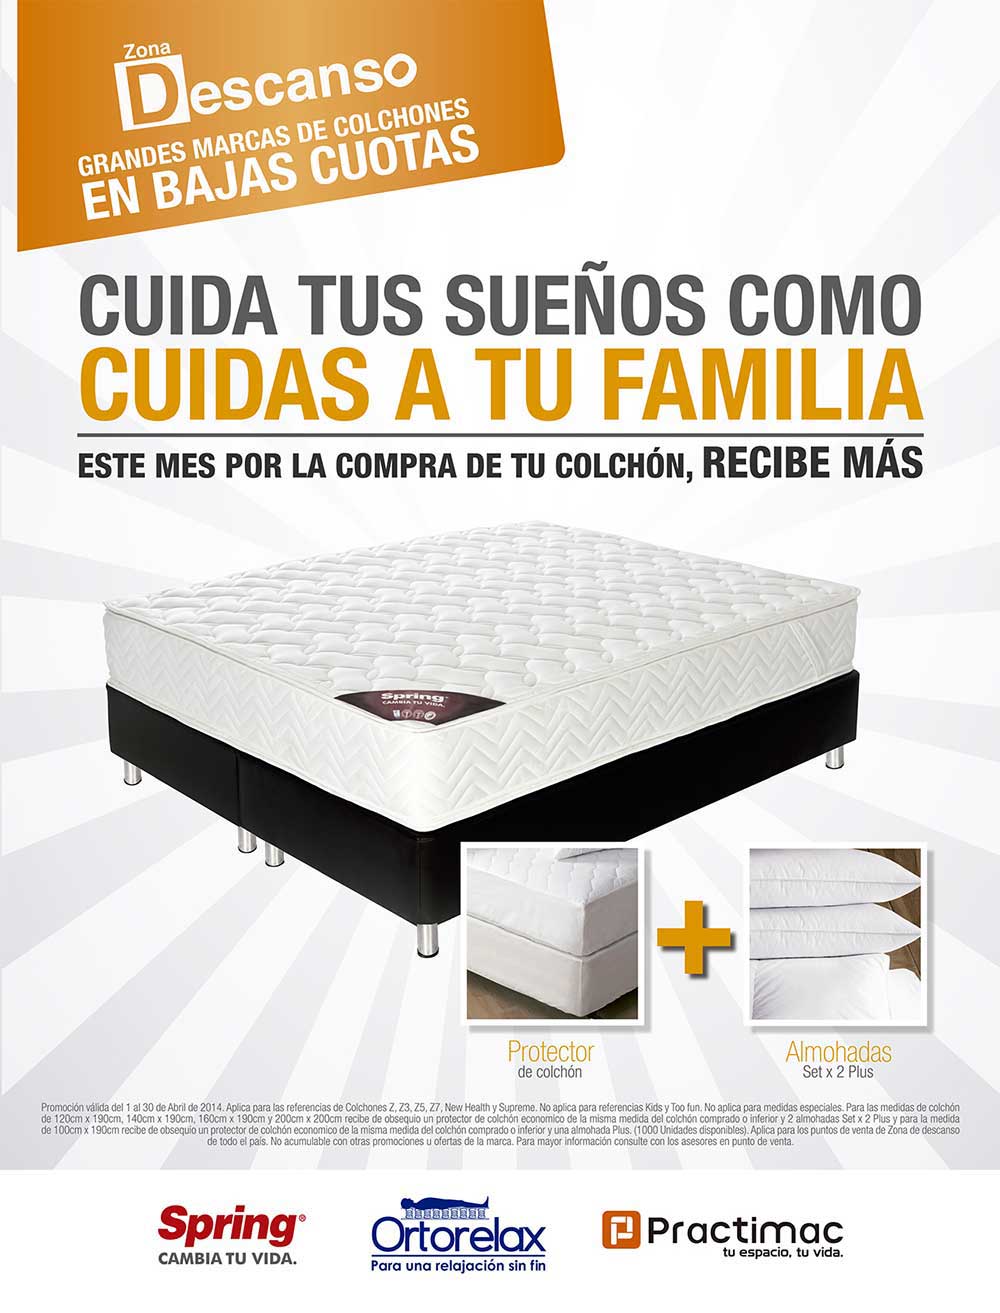 Zona
Descanso
GRANDES MARCAS DE COLCHONES
EN BAJAS CUOTAS
CUIDA TUS SUEÑOS COMO
CUIDAS A TU FAMILIA
ESTE MES POR LA COMPRA DE TU COLCHÓN, RECIBE MÁS
Spring®
CAMBIA TU VIDA.
Protector
de colchón
Almohadas
Set x 2 Plus
Promoción válida del 1 al 30 de Abril de 2014. Aplica para las referencias de Colchones Z, Z3, Z5, Z7, New Health y Supreme. No aplica para referencias Kids y Too fun. No aplica para medidas especiales. Para las medidas de colchón
de 120cm x 190cm, 140cm x 190cm, 160cm x 190cm y 200cm x 200cm recibe de obsequio un protector de colchón economico de la misma medida del colchón comprado o inferior y 2 almohadas Set x 2 Plus y para la medida
de 100cm x 190cm recibe de obsequio un protector de colchón economico de la misma medida del colchón comprado o inferior y una almohada Plus. (1000 Unidades disponibles). Aplica para los puntos de venta de Zona de descanso
de todo el país. No acumulable con otras promociones u ofertas de la marca. Para mayor información consulte con los asesores en punto de venta.
Spring®
CAMBIA TU VIDA.
Ortorelax
Para una relajación sin fin
Practimac
tu espacio, tu vida.